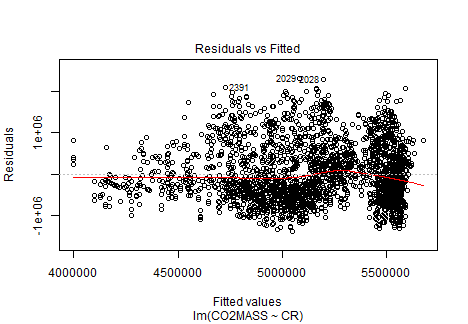 Residuals vs Fitted
2391
2029
2028
Residuals
1e+06
-1e+06
4000000 4500000 5000000 5500000
Fitted values
lm(CO2MASS ~ CR)